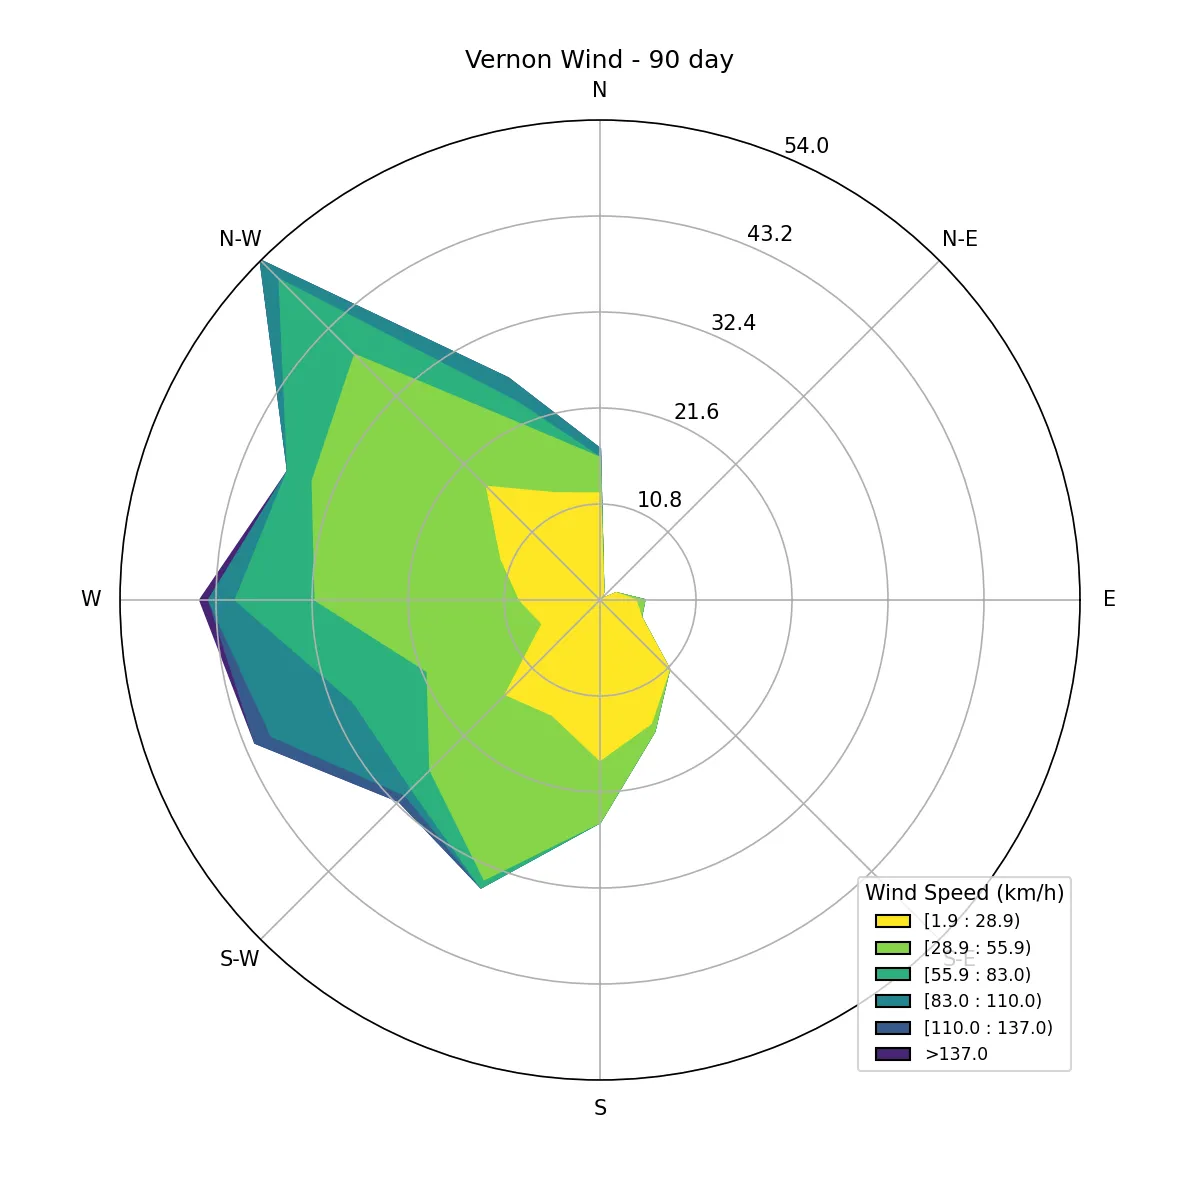 Vernon Wind - 90 day
N
54.0
43.2
N-W
N-E
32.4
21.6
10.8
W
E
Wind Speed (km/h)
[1.9 : 28.9)
[28.9 : 55.9)
S-W
S-E
[55.9 : 83.0)
[83.0 : 110.0)
[110.0 : 137.0)
>137.0
S